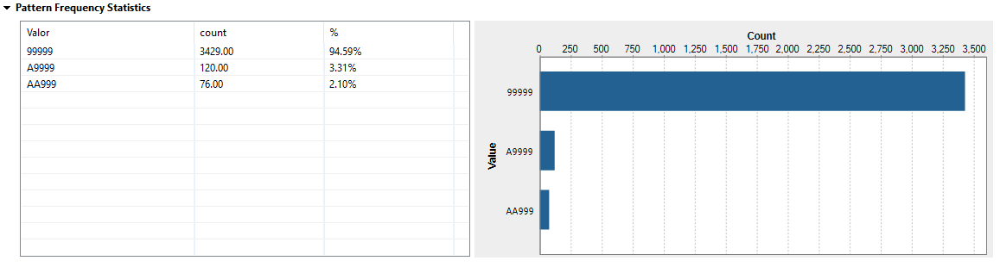 Pattern Frequency Statistics
Valor count %
99999 3429.00 94.59%
A9999 120.00 3.31%
AA999 76.00 2.10%
Count
0 250 500 750 1,000 1,250 1,500 1,750 2,000 2,250 2,500 2,750 3,000 3,250 3,500
99999
A9999
AA999
Value